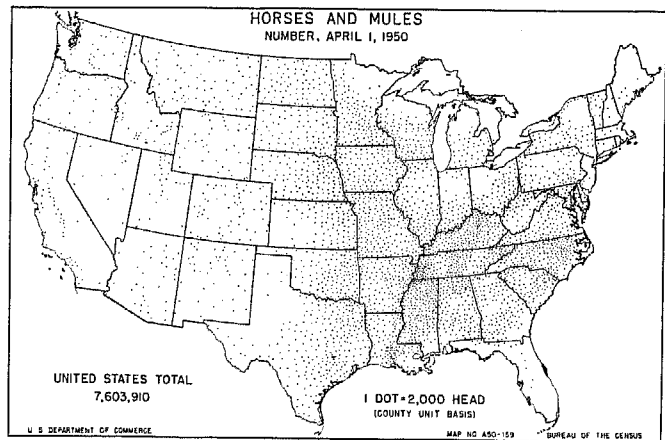 HORSES AND MULES
NUMBER, APRIL 1, 1950
UNITED STATES TOTAL
7,603,910
1 DOT=2,000 HEAD
(COUNTY UNIT BASIS)
U S DEPARTMENT OF COMMERCE
MAP NO A50-159
BUREAU OF THE CENSUS